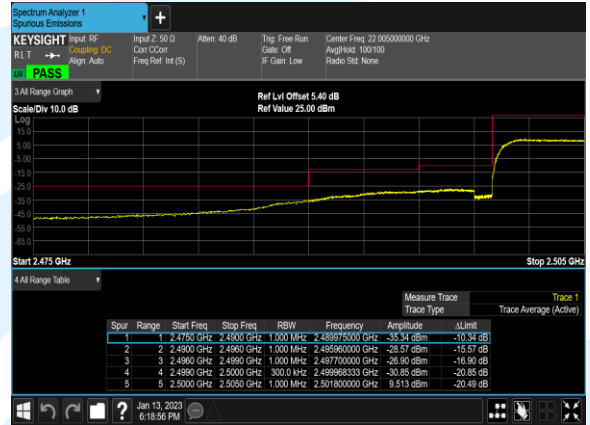 Spectrum Analyzer 1
Spurious Emissions
KEYSIGHT Input: RF Input Z: 50 Ω Atten: 40 dB Trig: Free Run Center Freq: 22.005000000 GHz
RLT Coupling: DC Corr CCorr Gate: Off Avg|Hold: 100/100
Align: Auto Freq Ref: Int (S) IF Gain: Low Radio Std: None
PASS
3 All Range Graph
Ref Lvl Offset 5.40 dB
Scale/Div 10.0 dB Ref Value 25.00 dBm
Log
15.0
5.00
-5.00
-15.0
-25.0
-35.0
-45.0
-55.0
-65.0
Start 2.475 GHz Stop 2.505 GHz
4 All Range Table
Measure Trace Trace 1
Trace Type Trace Average (Active)
Spur Range Start Freq Stop Freq RBW Frequency Amplitude ΔLimit
1 1 2.4750 GHz 2.4900 GHz 1.000 MHz 2.489975000 GHz -35.34 dBm -10.34 dB
2 2 2.4900 GHz 2.4960 GHz 1.000 MHz 2.495960000 GHz -28.57 dBm -15.57 dB
3 3 2.4960 GHz 2.4990 GHz 1.000 MHz 2.497700000 GHz -26.90 dBm -16.90 dB
4 4 2.4990 GHz 2.5000 GHz 300.0 kHz 2.499968333 GHz -30.85 dBm -20.85 dB
5 5 2.5000 GHz 2.5050 GHz 1.000 MHz 2.501800000 GHz 9.513 dBm -20.49 dB
?
Jan 13, 2023
6:18:56 PM